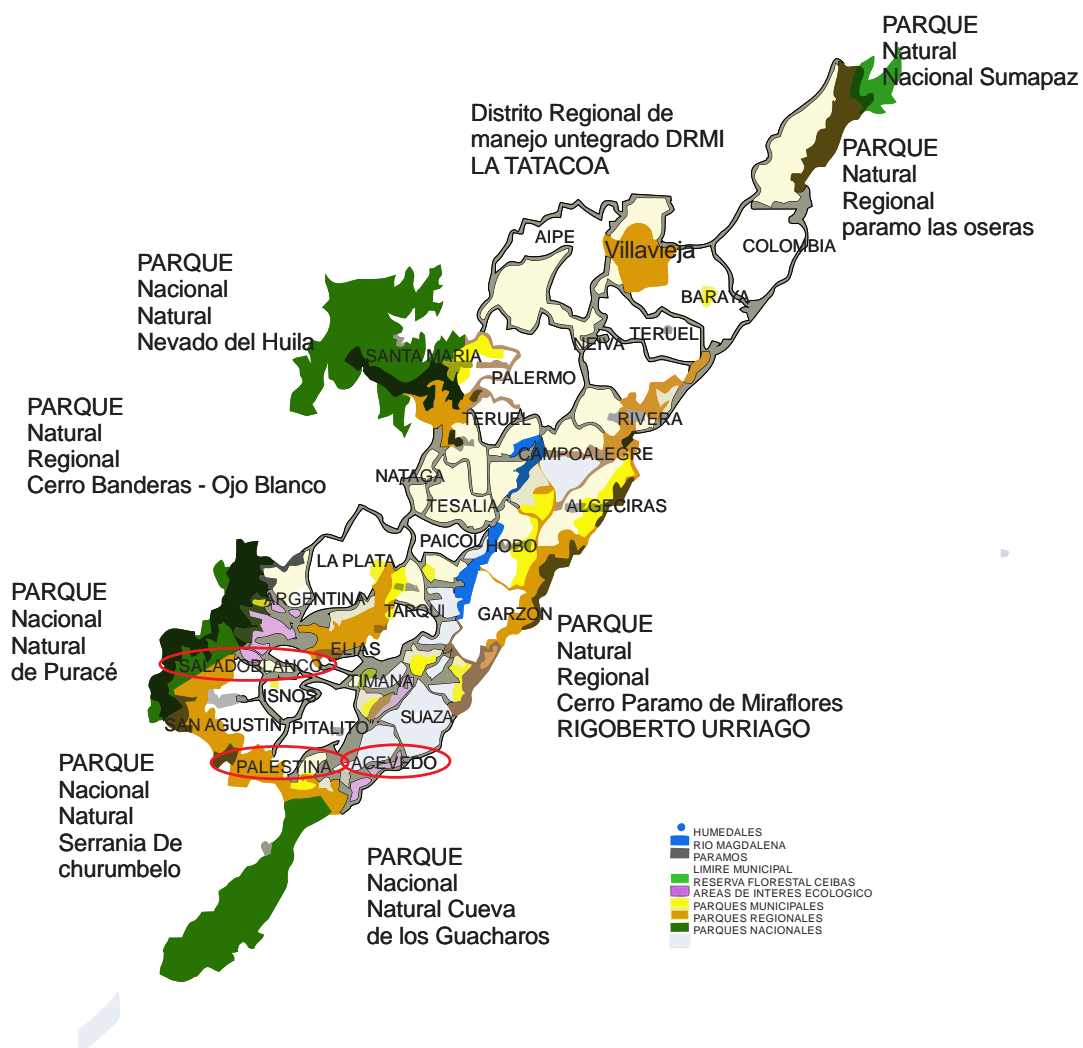 PARQUE
Natural
Nacional Sumapaz
Distrito Regional de
manejo untegrado DRMI
LA TATACOA
PARQUE
Natural
Regional
paramo las oseras
AIPE
Villavieja
COLOMBIA
PARQUE
Nacional
Natural
Nevado del Huila
BARAYA
TERUEL
NEIVA
SANTA MARIA
PALERMO
PARQUE
Natural
Regional
Cerro Banderas - Ojo Blanco
TERUEL
RIVERA
CAMPOALEGRE
NATAGA
TESALIA
ALGECIRAS
PAICOL
HOBO
LA PLATA
PARQUE
Nacional
Natural
de Puracé
ARGENTINA
TARQUI
GARZON
PARQUE
Natural
Regional
Cerro Paramo de Miraflores
RIGOBERTO URRIAGO
ELIAS
SALADOBLANCO
TIMANA
ISNOS
SUAZA
SAN AGUSTIN
PITALITO
PALESTINA
ACEVEDO
PARQUE
Nacional
Natural
Serrania De
churumbelo
PARQUE
Nacional
Natural Cueva
de los Guacharos
HUMEDALES
RIO MAGDALENA
PARAMOS
LIMIRE MUNICIPAL
RESERVA FLORESTAL CEIBAS
AREAS DE INTERES ECOLOGICO
PARQUES MUNICIPALES
PARQUES REGIONALES
PARQUES NACIONALES